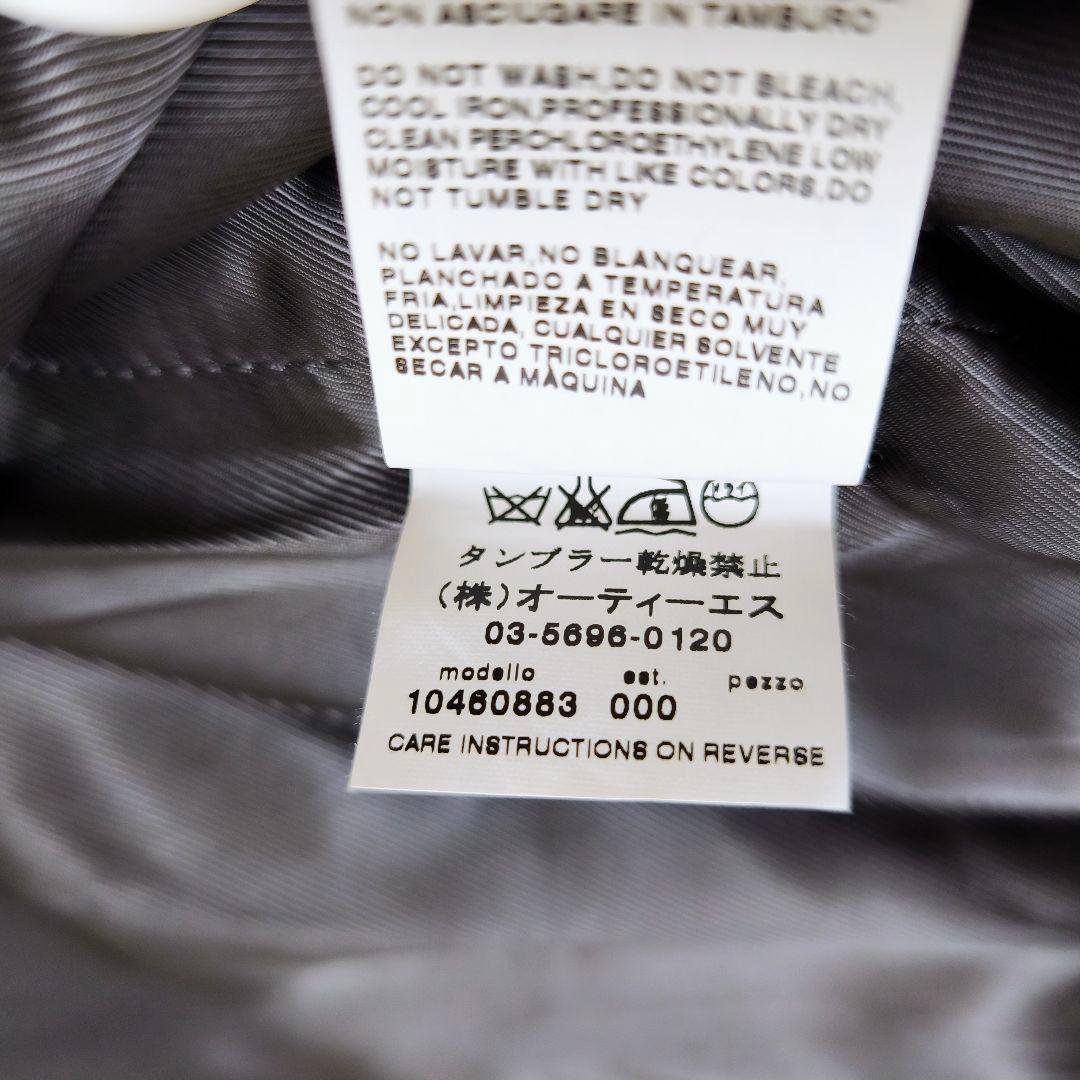 NON ASCIUGARE IN TAMBURO
DO NOT WASH,DO NOT BLEACH,
COOL IRON,PROFESSIONALLY DRY
CLEAN PERCHLOROETHYLENE LOW
MOISTURE WITH LIKE COLORS,DO
NOT TUMBLE DRY
NO LAVAR,NO BLANQUEAR,
PLANCHADO A TEMPERATURA
FRIA,LIMPIEZA EN SECO MUY
DELICADA, CUALQUIER SOLVENTE
EXCEPTO TRICLOROETILENO,NO
SECAR A MÀQUINA
タンブラー乾燥禁止
(株)オーティーエス
03-5696-0120
modello est. pezzo
10460883 000
CARE INSTRUCTIONS ON REVERSE